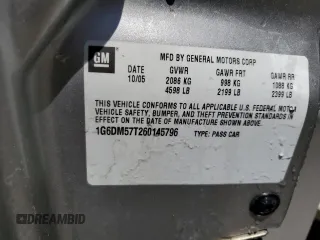 GM
MFD BY GENERAL MOTORS CORP
DATE GVWR GAWR FRT GAWR RR
10/05 2086 KG 998 KG 1088 KG
4598 LB 2199 LB 2399 LB
THIS VEHICLE CONFORMS TO ALL APPLICABLE U.S. FEDERAL MOTOR
VEHICLE SAFETY, BUMPER, AND THEFT PREVENTION STANDARDS IN
EFFECT ON THE DATE OF MANUFACTURE SHOWN ABOVE.
1G6DM57T260145796 TYPE: PASS CAR
DREAMBID